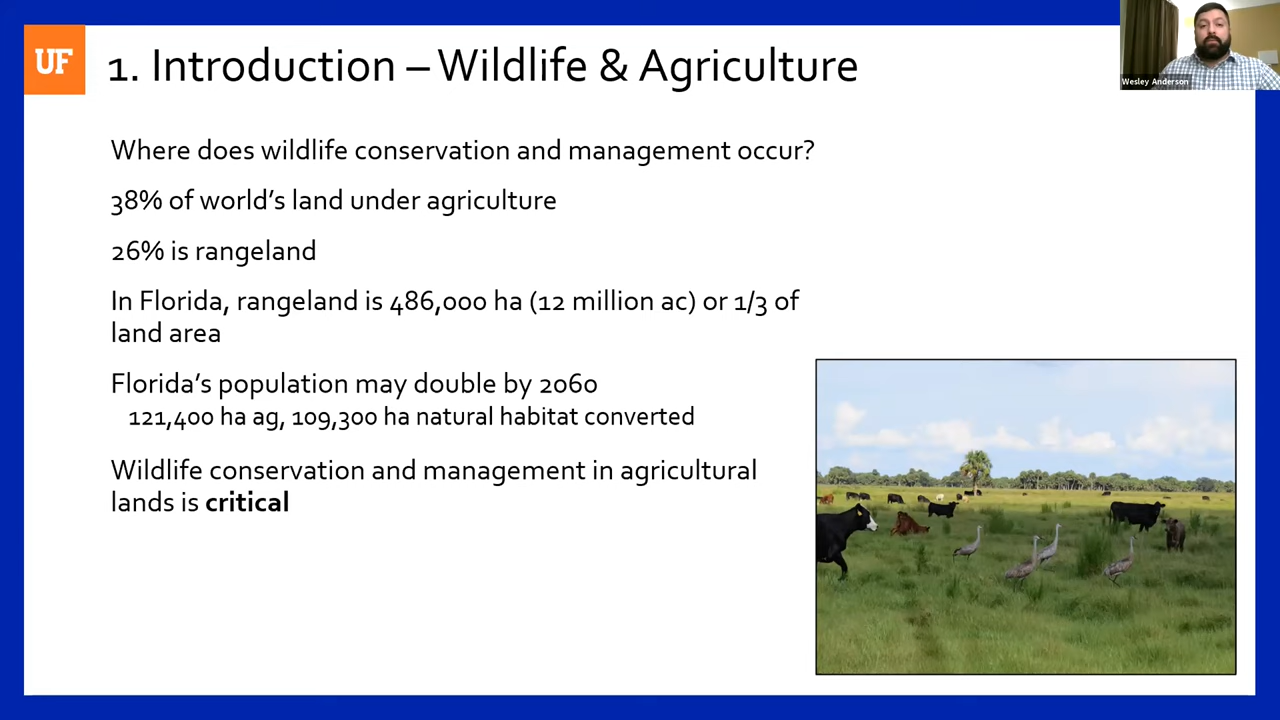 UF
1. Introduction – Wildlife & Agriculture
Wesley Anderson
Where does wildlife conservation and management occur?
38% of world's land under agriculture
26% is rangeland
In Florida, rangeland is 486,000 ha (12 million ac) or 1/3 of
land area
Florida's population may double by 2060
121,400 ha ag, 109,300 ha natural habitat converted
Wildlife conservation and management in agricultural
lands is critical